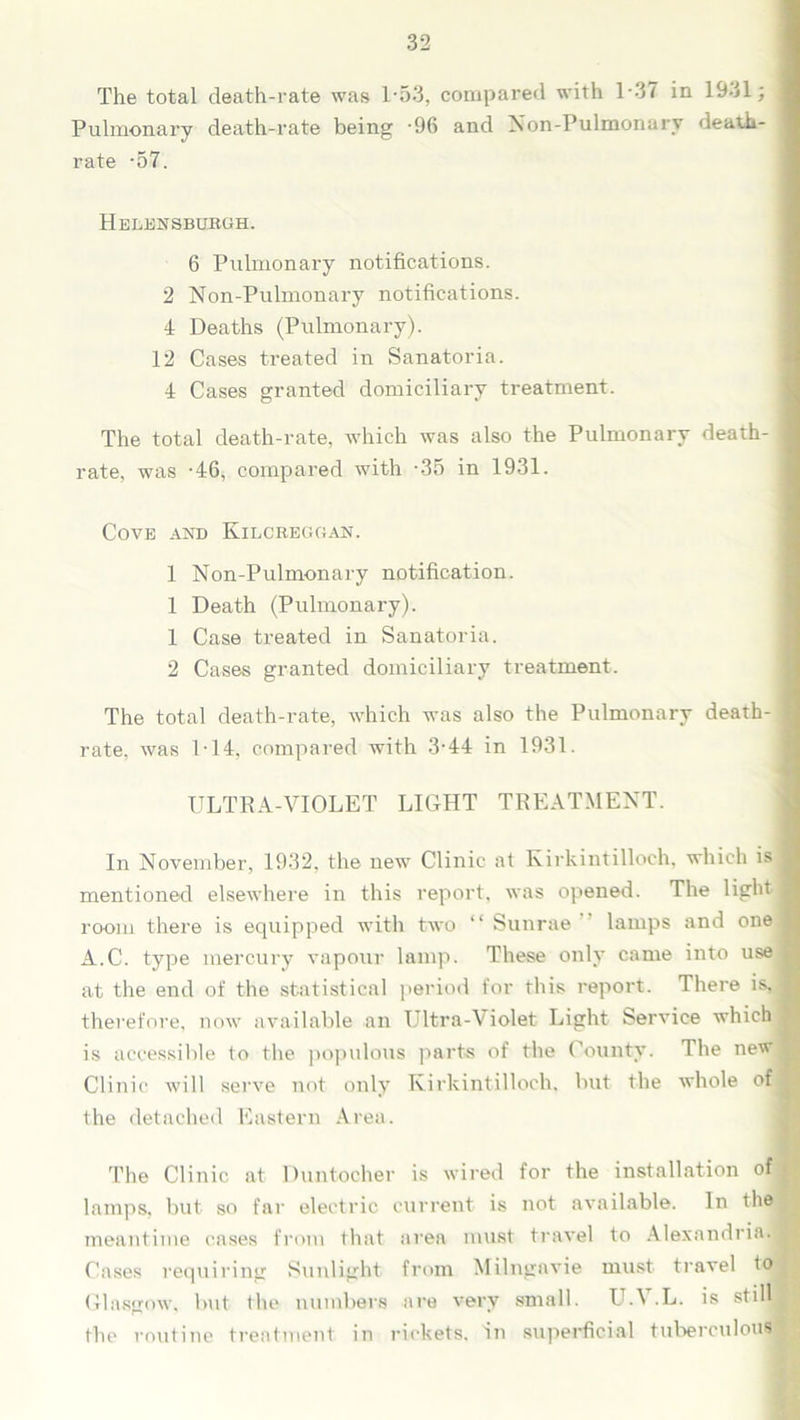 32
The total death-rate was 1·53, compared with 1·37 in 1931;
Pulmonary death-rate being ·96 and Non-Pulmonary death-
rate ·57.
HELENSBURGH.
6 Pulmonary notifications.
2 Non-Pulmonary notifications.
4 Deaths (Pulmonary).
12 Cases treated in Sanatoria.
4 Cases granted domiciliary treatment.
The total death-rate, which was also the Pulmonary death-
rate, was ·46, compared with ·35 in 1931.
COVE AND KILCREGGAN.
1 Non-Pulmonary notification.
1 Death (Pulmonary).
1 Case treated in Sanatoria.
2 Cases granted domiciliary treatment.
The total death-rate, which was also the Pulmonary death-
rate, was 1·14, compared with 3·44 in 1931.
ULTRA-VIOLET LIGHT TREATMENT.
In November, 1932, the new Clinic at Kirkintilloch, which is
mentioned elsewhere in this report, was opened. The light
room there is equipped with two “ Sunrae ” lamps and one
A.C. type mercury vapour lamp. These only came into use
at the end of the statistical period for this report. There is,
therefore, now available an Ultra-Violet Light Service which
is accessible to the populous parts of the County. The new
Clinic will serve not only Kirkintilloch, but the whole of
the detached Eastern Area.
The Clinic at Duntocher is wired for the installation of
lamps, but so far electric current is not available. In the
meantime cases from that area must travel to Alexandria.
Cases requiring Sunlight from Milngavie must travel to
Glasgow, but the numbers are very small. U.V.L. is still
the routine treatment in rickets, in superficial tuberculous